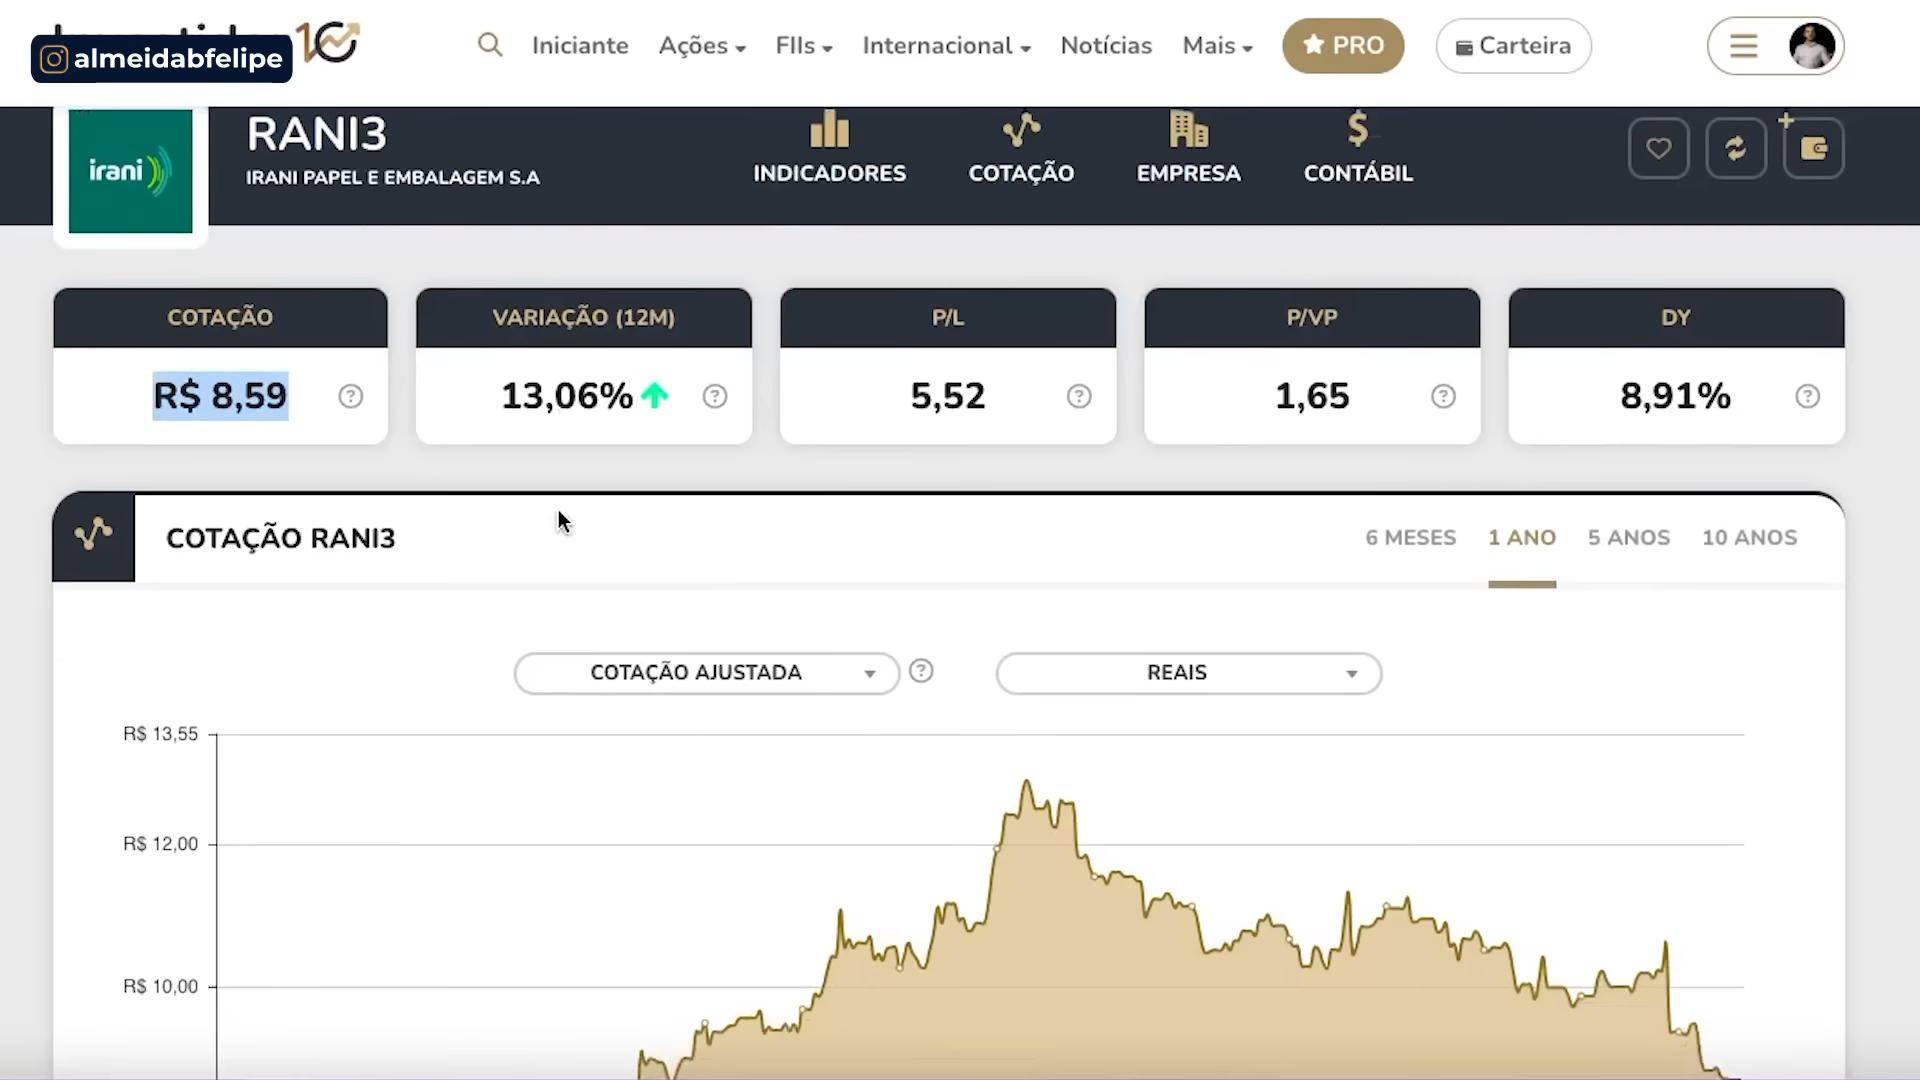 almeidabfelipe
Iniciante
Ações
FIIs
Internacional
Notícias
Mais
PRO
Carteira
irani
RANI3
IRANI PAPEL E EMBALAGEM S.A
INDICADORES
COTAÇÃO
EMPRESA
CONTÁBIL
COTAÇÃO
R$ 8,59
VARIAÇÃO (12M)
13,06%
P/L
5,52
P/VP
1,65
DY
8,91%
COTAÇÃO RANI3
6 MESES
1 ANO
5 ANOS
10 ANOS
COTAÇÃO AJUSTADA
REAIS
R$ 13,55
R$ 12,00
R$ 10,00